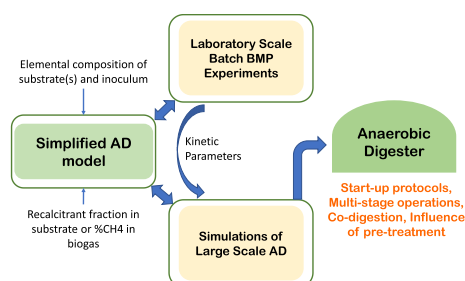 Laboratory Scale
Batch BMP
Experiments
Elemental composition of
substrate(s) and inoculum
Simplified AD
model
Kinetic
Parameters
Anaerobic
Digester
Start-up protocols,
Multi-stage operations,
Co-digestion, Influence
of pre-treatment
Recalcitrant fraction in
substrate or %CH4 in
biogas
Simulations of
Large Scale AD